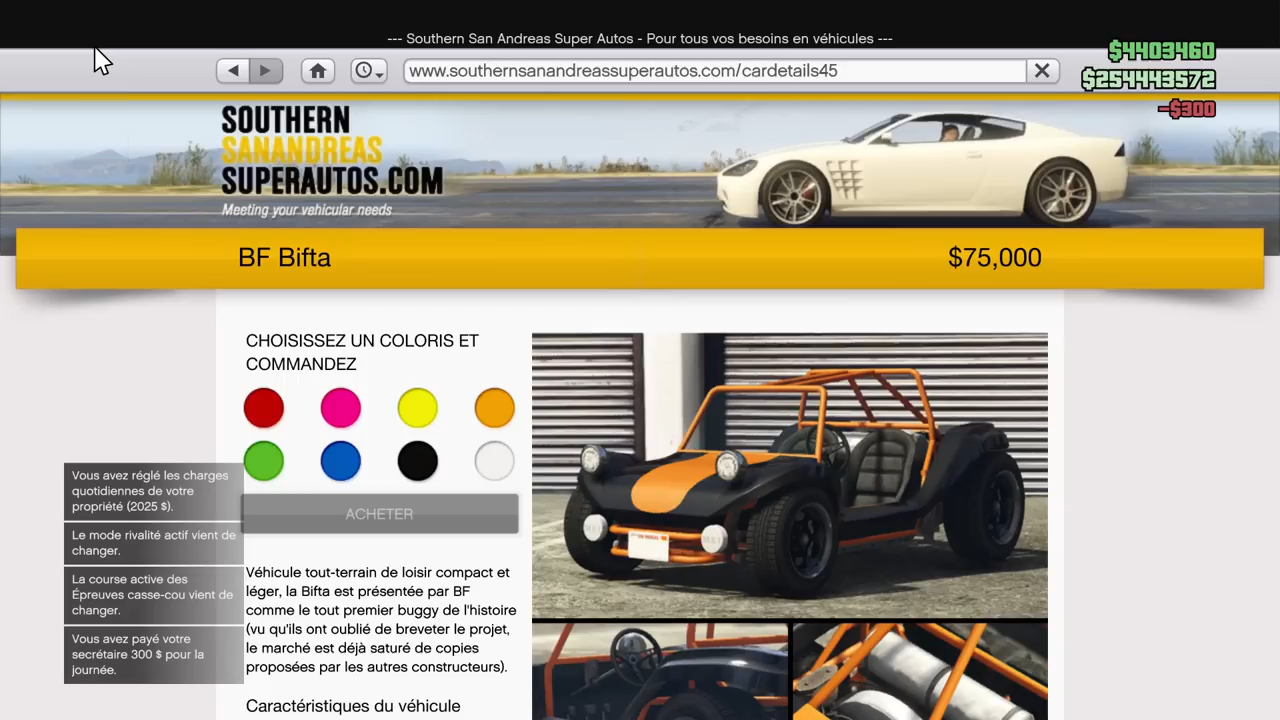 --- Southern San Andreas Super Autos - Pour tous vos besoins en véhicules ---
www.southernsanandreassuperautos.com/cardetails45
$4403460
$254443572
-$300
SOUTHERN
SANANDREAS
SUPERAUTOS.COM
Meeting your vehicular needs
BF Bifta
$75,000
CHOISISSEZ UN COLORIS ET
COMMANDEZ
ACHETER
Véhicule tout-terrain de loisir compact et
léger, la Bifta est présentée par BF
comme le tout premier buggy de l'histoire
(vu qu'ils ont oublié de breveter le projet,
le marché est déjà saturé de copies
proposées par les autres constructeurs).
Caractéristiques du véhicule
Vous avez réglé les charges
quotidiennes de votre
propriété (2025 $).
Le mode rivalité actif vient de
changer.
La course active des
Épreuves casse-cou vient de
changer.
Vous avez payé votre
secrétaire 300 $ pour la
journée.